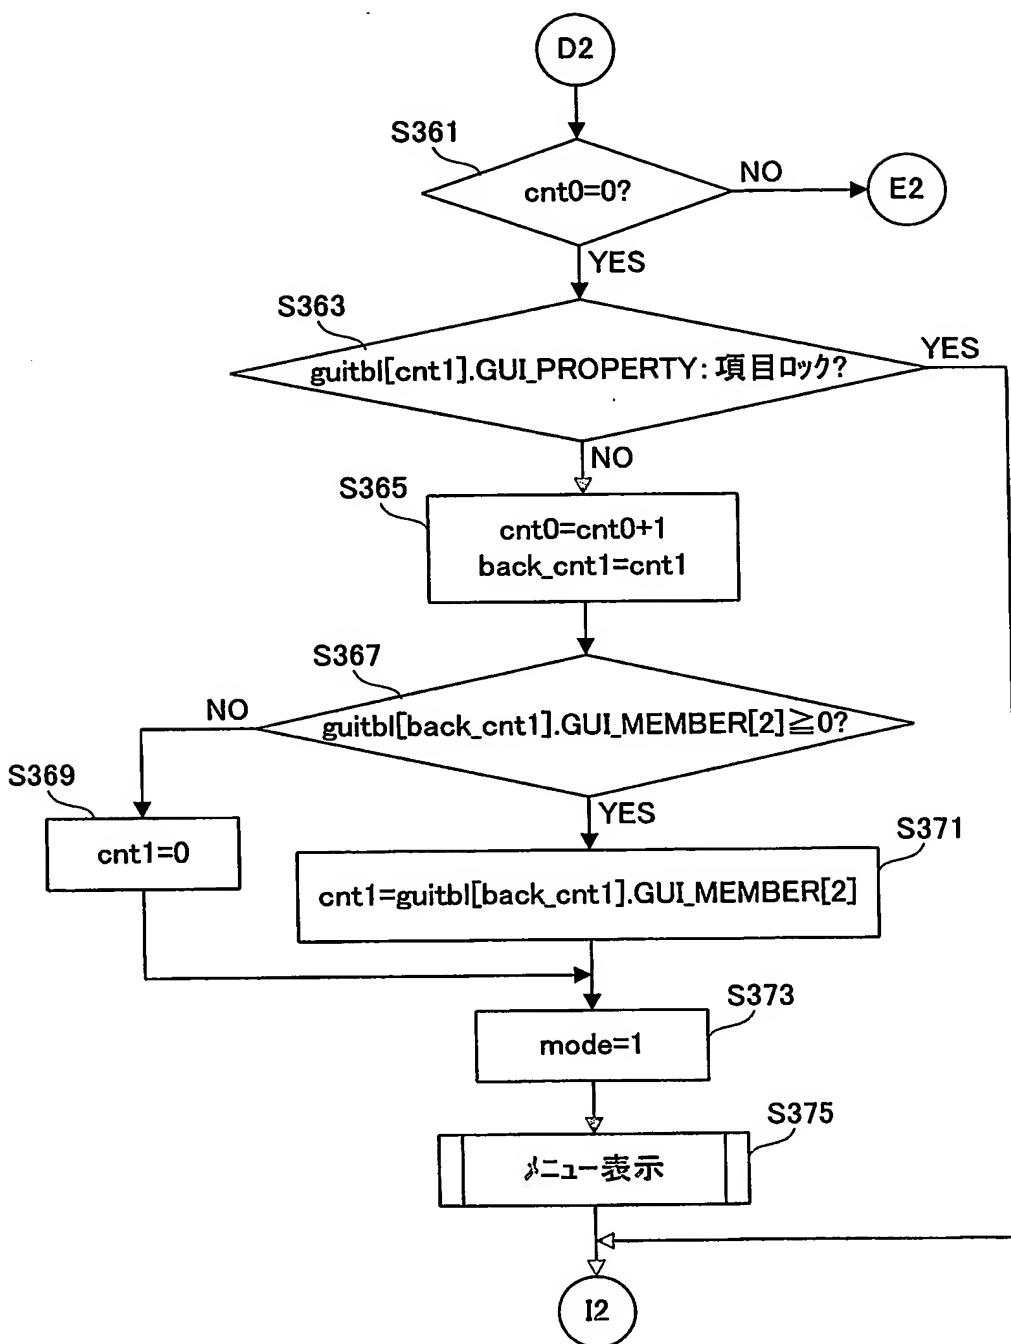 D2
S361
cnt0=0?
NO
E2
YES
S363
guitbl[cnt1].GUI_PROPERTY:項目ロック?
YES
NO
S365
cnt0=cnt0+1
back_cnt1=cnt1
S367
NO
guitbl[back_cnt1].GUI_MEMBER[2]≧0?
S369
YES
cnt1=0
S371
cnt1=guitbl[back_cnt1].GUI_MEMBER[2]
S373
mode=1
S375
メニュー表示
I2